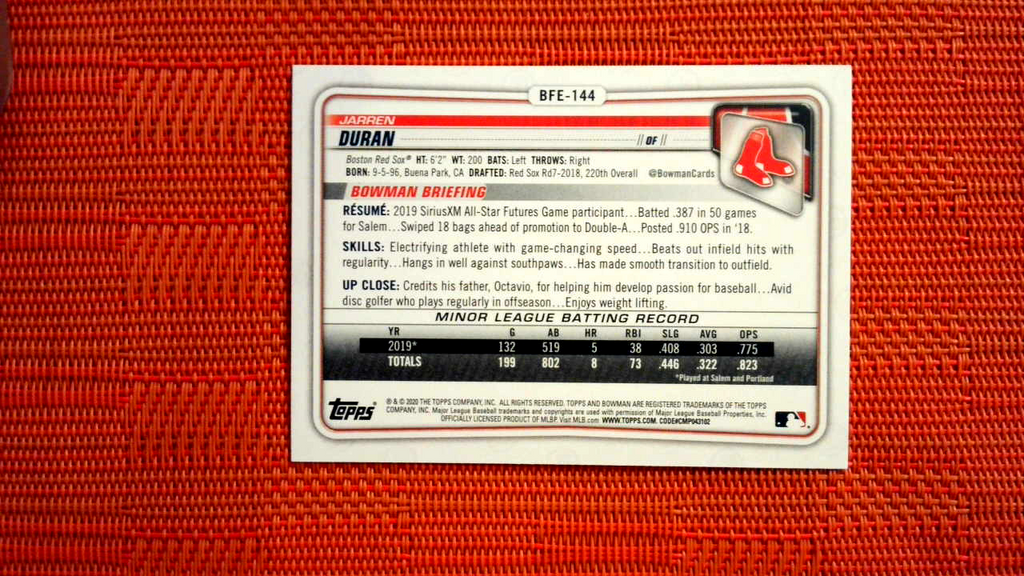 BFE-144
JARREN
DURAN // OF //
Boston Red Sox® HT: 6'2" WT: 200 BATS: Left THROWS: Right
BORN: 9-5-96, Buena Park, CA DRAFTED: Red Sox Rd7-2018, 220th Overall @BowmanCards
BOWMAN BRIEFING
RÉSUMÉ: 2019 SiriusXM All-Star Futures Game participant...Batted .387 in 50 games
for Salem...Swiped 18 bags ahead of promotion to Double-A...Posted .910 OPS in '18.
SKILLS: Electrifying athlete with game-changing speed...Beats out infield hits with
regularity...Hangs in well against southpaws...Has made smooth transition to outfield.
UP CLOSE: Credits his father, Octavio, for helping him develop passion for baseball...Avid
disc golfer who plays regularly in offseason...Enjoys weight lifting.
MINOR LEAGUE BATTING RECORD
YR G AB HR RBI SLG AVG OPS
2019* 132 519 5 38 .408 .303 .775
TOTALS 199 802 8 73 .446 .322 .823
*Played at Salem and Portland
Topps®
® & © 2020 THE TOPPS COMPANY, INC. ALL RIGHTS RESERVED. TOPPS AND BOWMAN ARE REGISTERED TRADEMARKS OF THE TOPPS
COMPANY, INC. Major League Baseball trademarks and copyrights are used with permission of Major League Baseball Properties, Inc.
OFFICIALLY LICENSED PRODUCT OF MLBP. Visit MLB.com WWW.TOPPS.COM. CODE#CMP043102